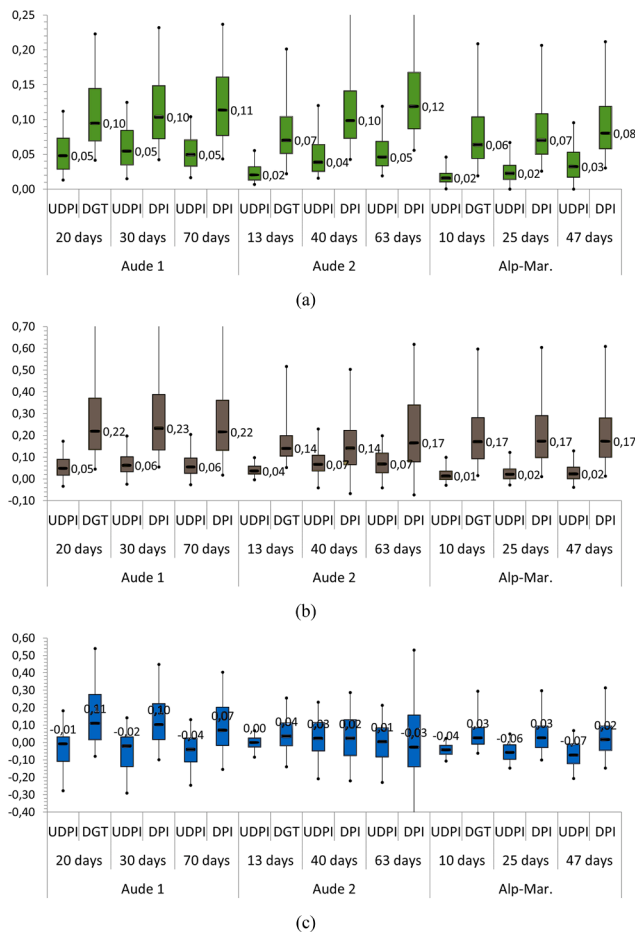 0,25
0,20
0,15
0,10
0,05
0,00
0,05 0,10 0,05 0,10 0,05 0,11 0,02 0,07 0,04 0,10 0,05 0,12 0,02 0,06 0,02 0,07 0,03 0,08
UDPI DGT UDPI DPI UDPI DPI UDPI DGT UDPI DPI UDPI DPI UDPI DGT UDPI DPI UDPI DPI
20 days 30 days 70 days 13 days 40 days 63 days 10 days 25 days 47 days
Aude 1 Aude 2 Alp-Mar.
(a)
0,70
0,60
0,50
0,40
0,30
0,20
0,10
0,00
-0,10
0,05 0,22 0,06 0,23 0,06 0,22 0,04 0,14 0,07 0,14 0,07 0,17 0,01 0,17 0,02 0,17 0,02 0,17
UDPI DGT UDPI DPI UDPI DPI UDPI DGT UDPI DPI UDPI DPI UDPI DGT UDPI DPI UDPI DPI
20 days 30 days 70 days 13 days 40 days 63 days 10 days 25 days 47 days
Aude 1 Aude 2 Alp-Mar.
(b)
0,60
0,50
0,40
0,30
0,20
0,10
0,00
-0,10
-0,20
-0,30
-0,40
-0,01 0,11 -0,02 0,10 -0,04 0,07 0,00 0,04 0,03 0,02 0,01 -0,03 -0,04 0,03 -0,06 0,03 -0,07 0,02
UDPI DGT UDPI DPI UDPI DPI UDPI DGT UDPI DPI UDPI DPI UDPI DGT UDPI DPI UDPI DPI
20 days 30 days 70 days 13 days 40 days 63 days 10 days 25 days 47 days
Aude 1 Aude 2 Alp-Mar.
(c)